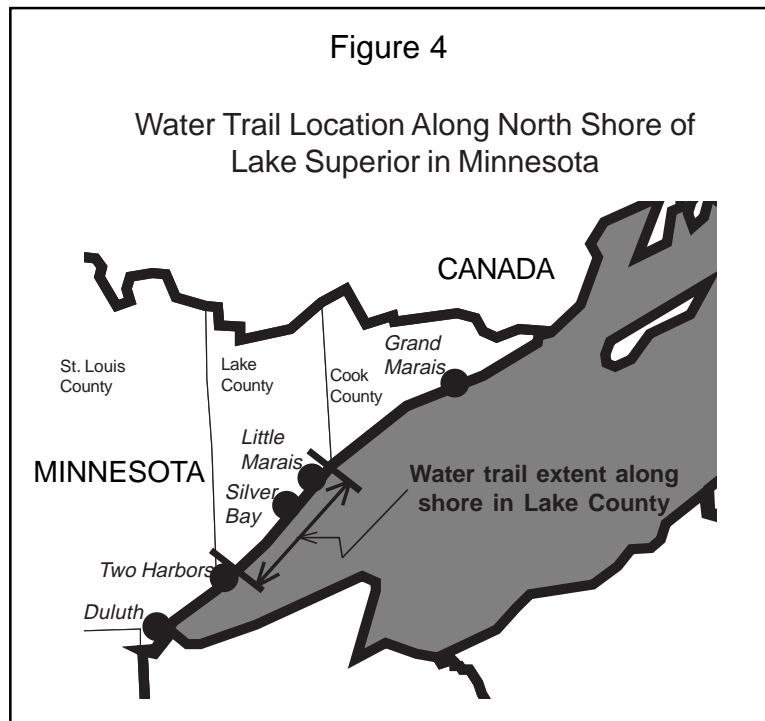 Figure 4
Water Trail Location Along North Shore of
Lake Superior in Minnesota
CANADA
Grand
Marais
St. Louis
County
Lake
County
Cook
County
Little
Marais
MINNESOTA
Silver
Bay
Water trail extent along
shore in Lake County
Two Harbors
Duluth